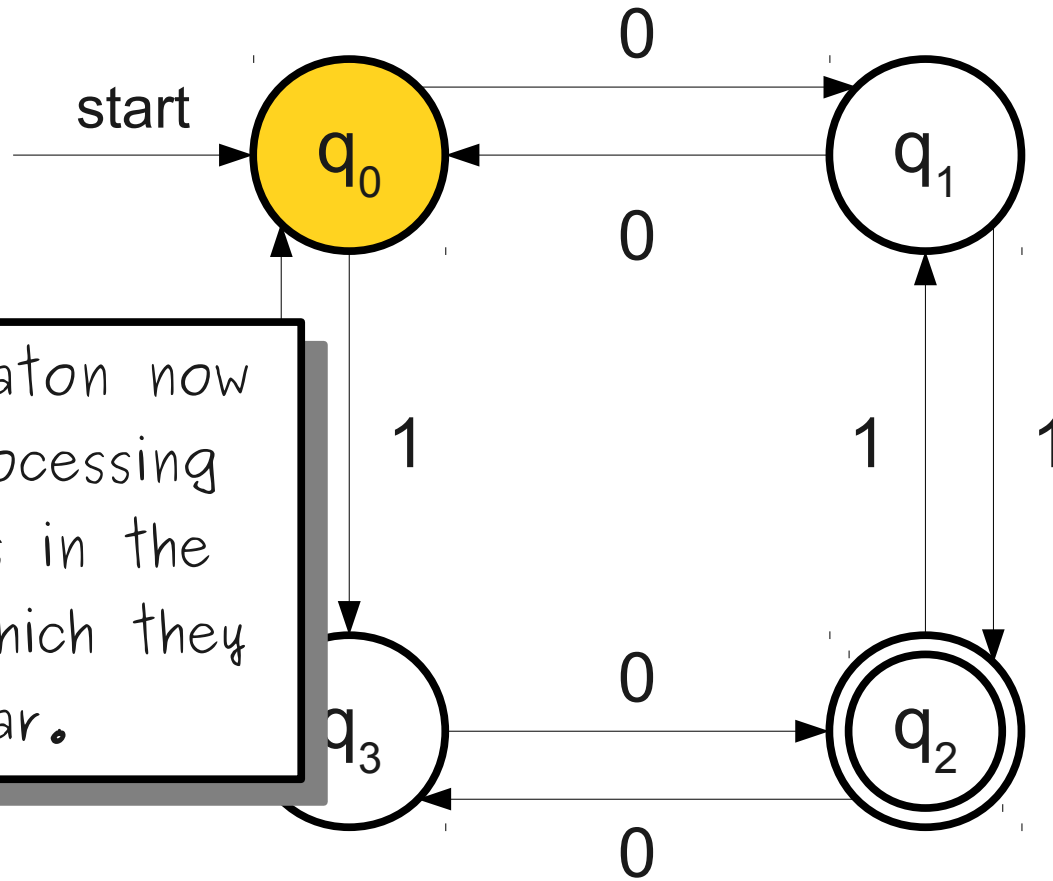 0
start
q0
q1
0
aton now
ocessing
in the
hich they
ar.
1
1
0
q3
q2
0